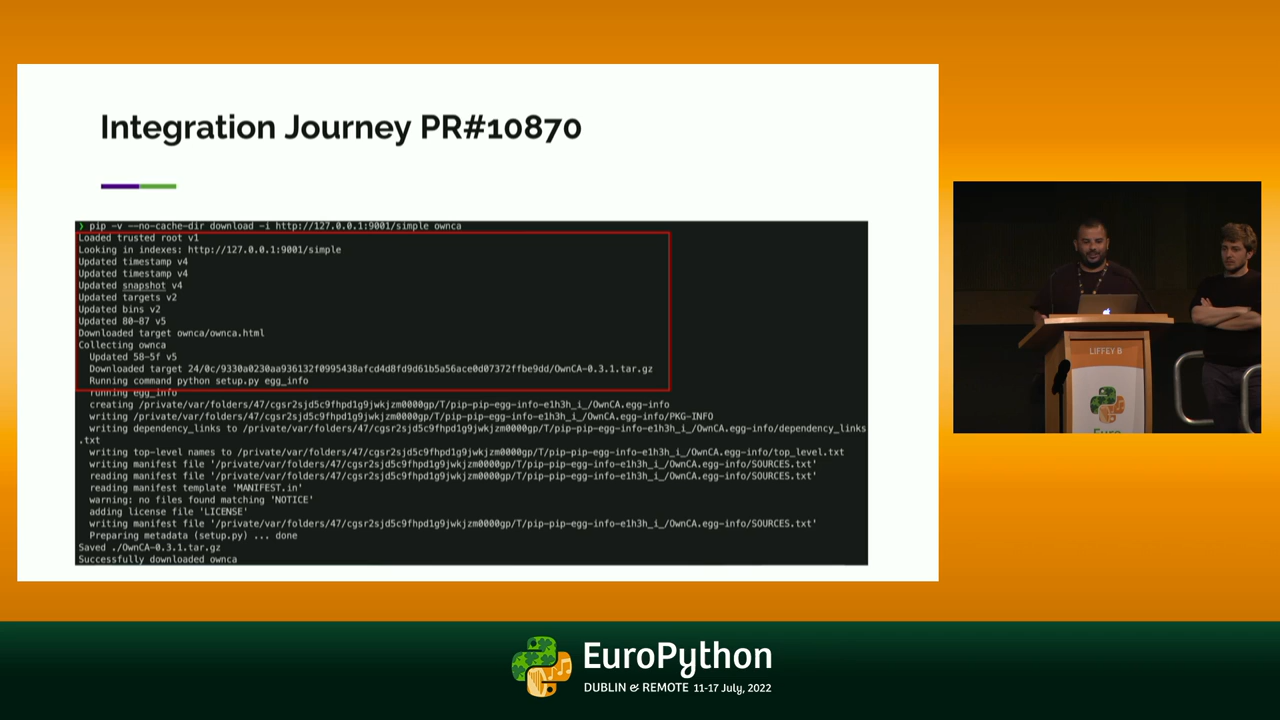 Integration Journey PR#10870
❯ pip -v --no-cache-dir download -i http://127.0.0.1:9001/simple ownca
Loaded trusted root v1
Looking in indexes: http://127.0.0.1:9001/simple
Updated timestamp v4
Updated timestamp v4
Updated snapshot v4
Updated targets v2
Updated bins v2
Updated 80-87 v5
Downloaded target ownca/ownca.html
Collecting ownca
Updated 58-5f v5
Downloaded target 24/0c/9330a0230aa936132f0995438afcd4d8fd9d61b5a56ace0d07372ffbe9dd/OwnCA-0.3.1.tar.gz
Running command python setup.py egg_info
running egg_info
creating /private/var/folders/47/cgsr2sjd5c9fhpd1g9jwkjzm0000gp/T/pip-pip-egg-info-e1h3h_i_/OwnCA.egg-info
writing /private/var/folders/47/cgsr2sjd5c9fhpd1g9jwkjzm0000gp/T/pip-pip-egg-info-e1h3h_i_/OwnCA.egg-info/PKG-INFO
writing dependency_links to /private/var/folders/47/cgsr2sjd5c9fhpd1g9jwkjzm0000gp/T/pip-pip-egg-info-e1h3h_i_/OwnCA.egg-info/dependency_links
.txt
writing top-level names to /private/var/folders/47/cgsr2sjd5c9fhpd1g9jwkjzm0000gp/T/pip-pip-egg-info-e1h3h_i_/OwnCA.egg-info/top_level.txt
writing manifest file '/private/var/folders/47/cgsr2sjd5c9fhpd1g9jwkjzm0000gp/T/pip-pip-egg-info-e1h3h_i_/OwnCA.egg-info/SOURCES.txt'
reading manifest file '/private/var/folders/47/cgsr2sjd5c9fhpd1g9jwkjzm0000gp/T/pip-pip-egg-info-e1h3h_i_/OwnCA.egg-info/SOURCES.txt'
reading manifest template 'MANIFEST.in'
warning: no files found matching 'NOTICE'
adding license file 'LICENSE'
writing manifest file '/private/var/folders/47/cgsr2sjd5c9fhpd1g9jwkjzm0000gp/T/pip-pip-egg-info-e1h3h_i_/OwnCA.egg-info/SOURCES.txt'
Preparing metadata (setup.py) ... done
Saved ./OwnCA-0.3.1.tar.gz
Successfully downloaded ownca
LIFFEY B
Euro
EuroPython
DUBLIN & REMOTE 11-17 July, 2022